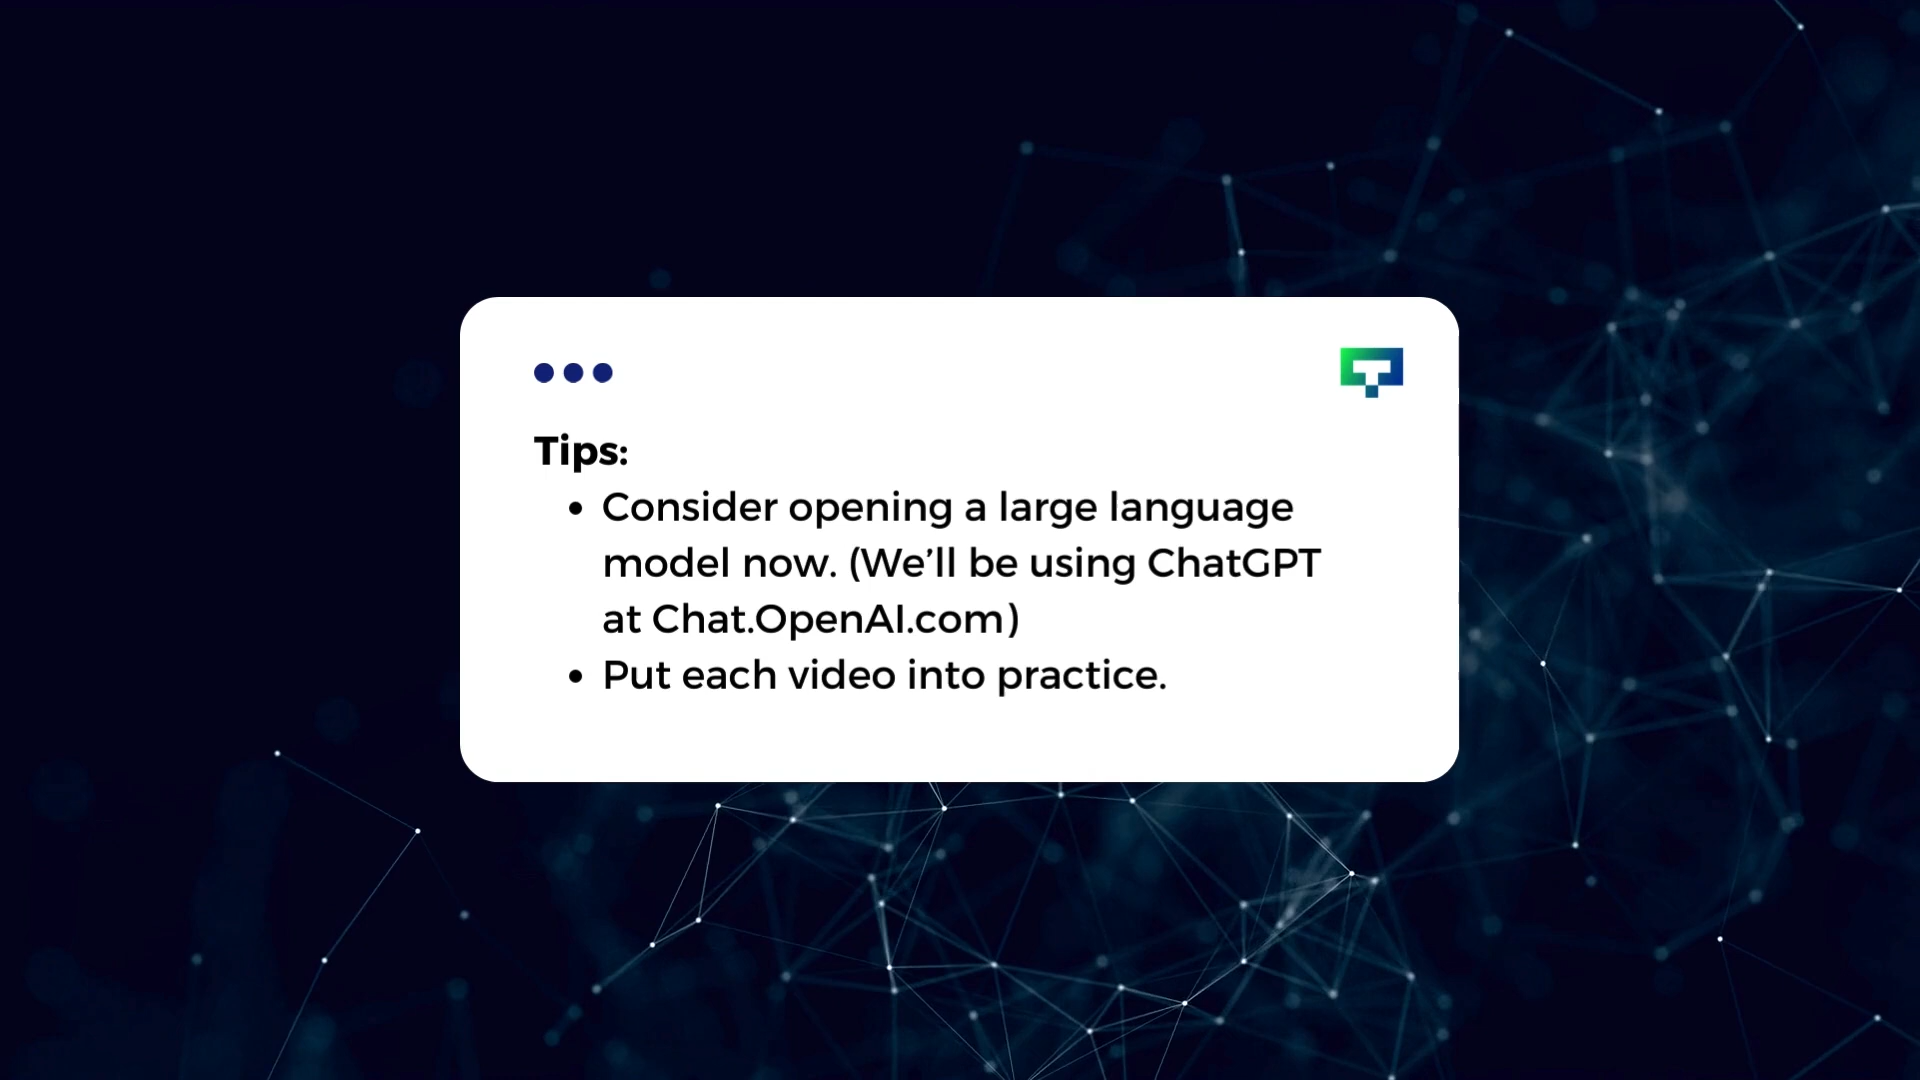 Tips:
• Consider opening a large language
model now. (We’ll be using ChatGPT
at Chat.OpenAI.com)
• Put each video into practice.